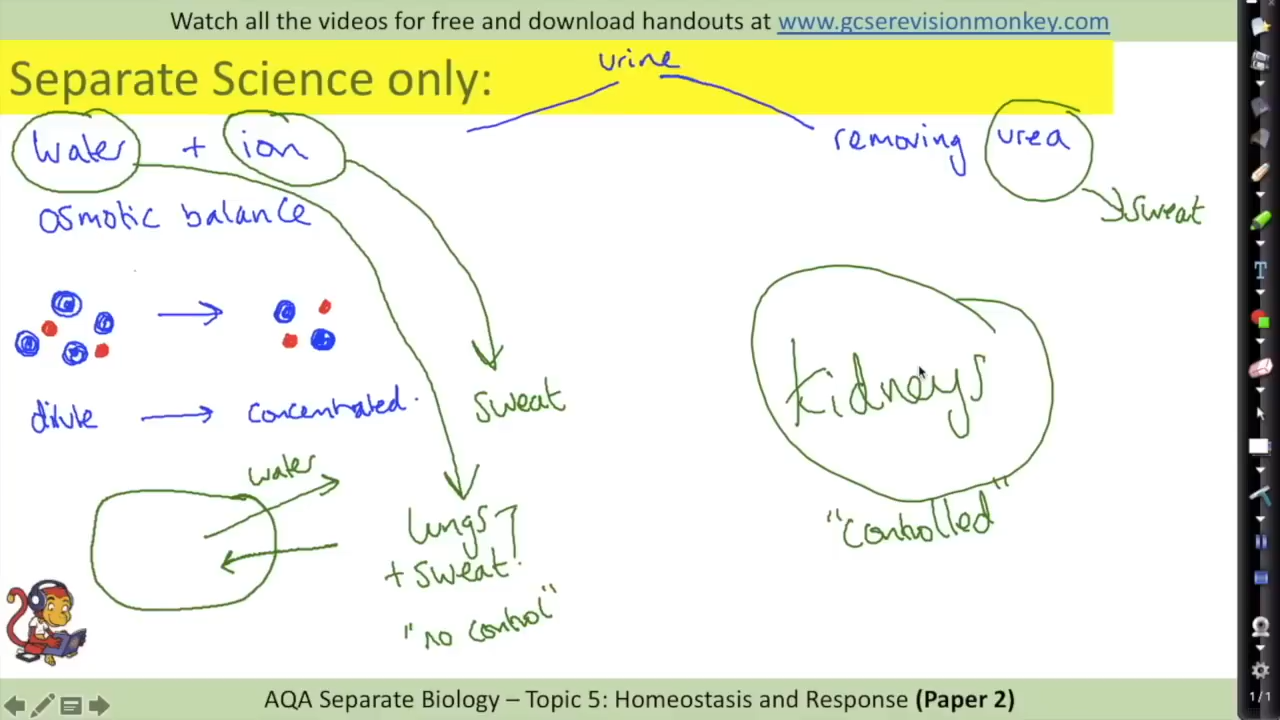 Watch all the videos for free and download handouts at www.gcserevisionmonkey.com
Separate Science only:
urine
water + ion
removing urea
sweat
osmotic balance
dilute → concentrated.
sweat
kidneys
"controlled"
water
lungs
+ sweat
"no control"
AQA Separate Biology – Topic 5: Homeostasis and Response (Paper 2)
1/1